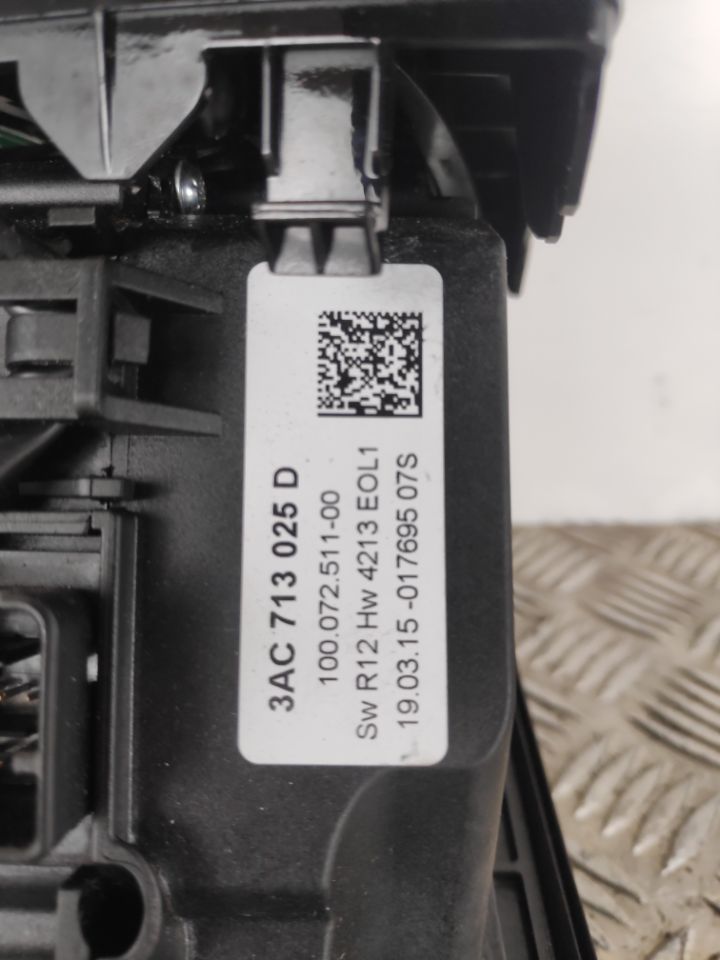 3AC 713 025 D
100.072.511-00
Sw R12 Hw 4213 EOL1
19.03.15 -017695 07S